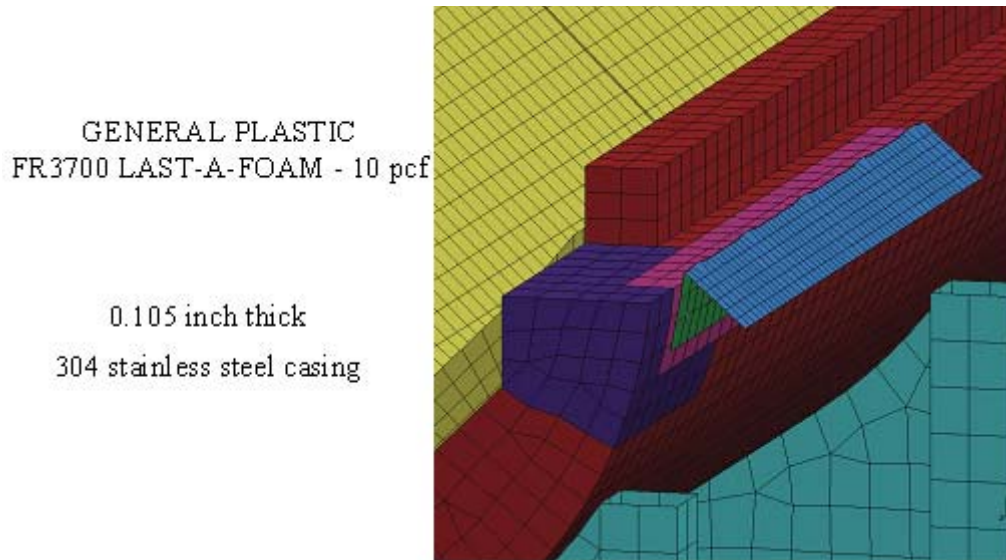 GENERAL PLASTIC
FR3700 LAST-A-FOAM - 10 pcf
0.105 inch thick
304 stainless steel casing